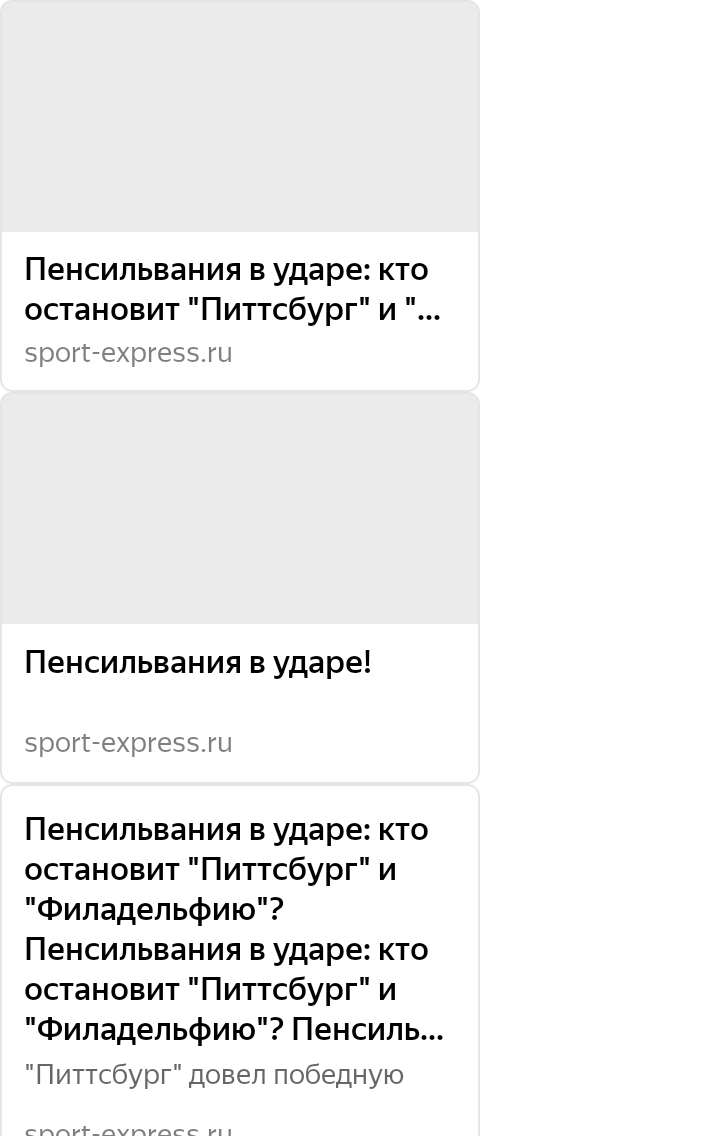 Пенсильвания в ударе: кто
остановит "Питтсбург" и "...
sport-express.ru
Пенсильвания в ударе!
sport-express.ru
Пенсильвания в ударе: кто
остановит "Питтсбург" и
"Филадельфию"?
Пенсильвания в ударе: кто
остановит "Питтсбург" и
"Филадельфию"? Пенсиль...
"Питтсбург" довел победную
sport-express.ru